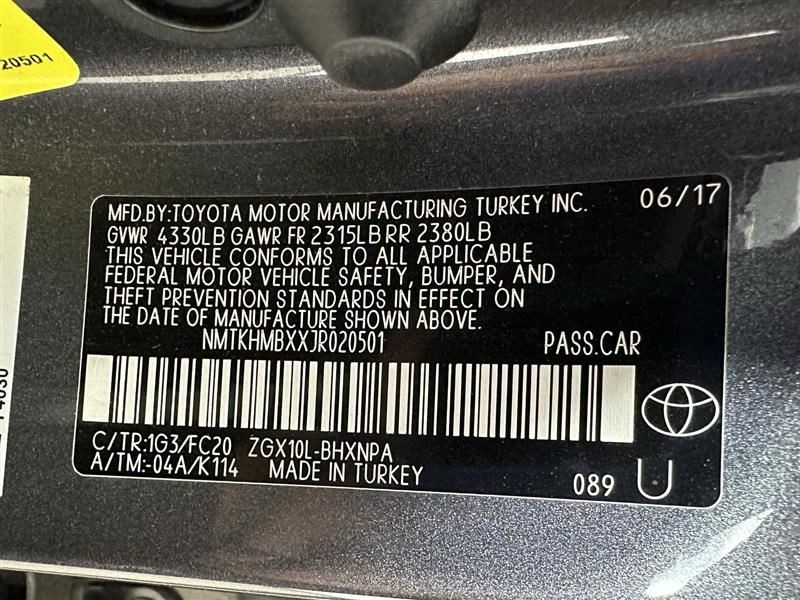 20501
MFD.BY:TOYOTA MOTOR MANUFACTURING TURKEY INC. 06/17
GVWR 4330LB GAWR FR 2315LB RR 2380LB
THIS VEHICLE CONFORMS TO ALL APPLICABLE
FEDERAL MOTOR VEHICLE SAFETY, BUMPER, AND
THEFT PREVENTION STANDARDS IN EFFECT ON
THE DATE OF MANUFACTURE SHOWN ABOVE.
NMTKHMBXXJR020501 PASS.CAR
C/TR:1G3/FC20 ZGX10L-BHXNPA
A/TM:-04A/K114 MADE IN TURKEY
089 U